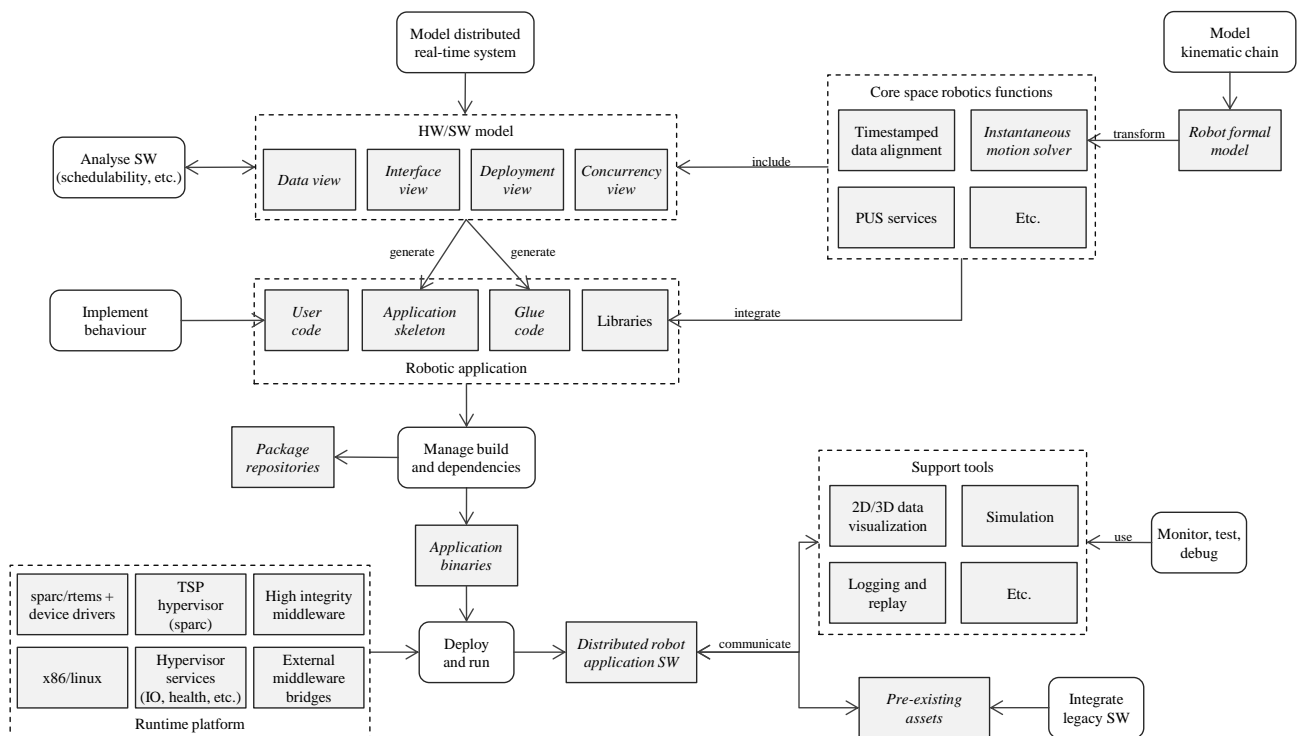 Model distributed
real-time system
Model
kinematic chain
Core space robotics functions
Timestamped
data alignment
Instantaneous
motion solver
transform
Robot formal
model
PUS services
Etc.
HW/SW model
Analyse SW
(schedulability, etc.)
Data view
Interface
view
Deployment
view
Concurrency
view
include
generate
generate
Implement
behaviour
User
code
Application
skeleton
Glue
code
Libraries
integrate
Robotic application
Package
repositories
Manage build
and dependencies
Application
binaries
Support tools
2D/3D data
visualization
Simulation
Logging and
replay
Etc.
use
Monitor, test,
debug
sparc/rtems +
device drivers
TSP
hypervisor
(sparc)
High integrity
middleware
x86/linux
Hypervisor
services
(IO, health, etc.)
External
middleware
bridges
Runtime platform
Deploy
and run
Distributed robot
application SW
communicate
Pre-existing
assets
Integrate
legacy SW